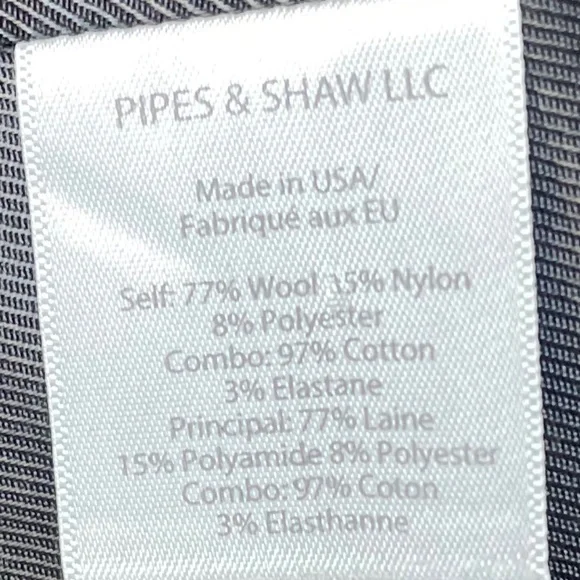 PIPES & SHAW LLC
Made in USA/
Fabriqué aux EU
Self: 77% Wool 15% Nylon
8% Polyester
Combo: 97% Cotton
3% Elastane
Principal: 77% Laine
15% Polyamide 8% Polyester
Combo: 97% Coton
3% Elasthanne